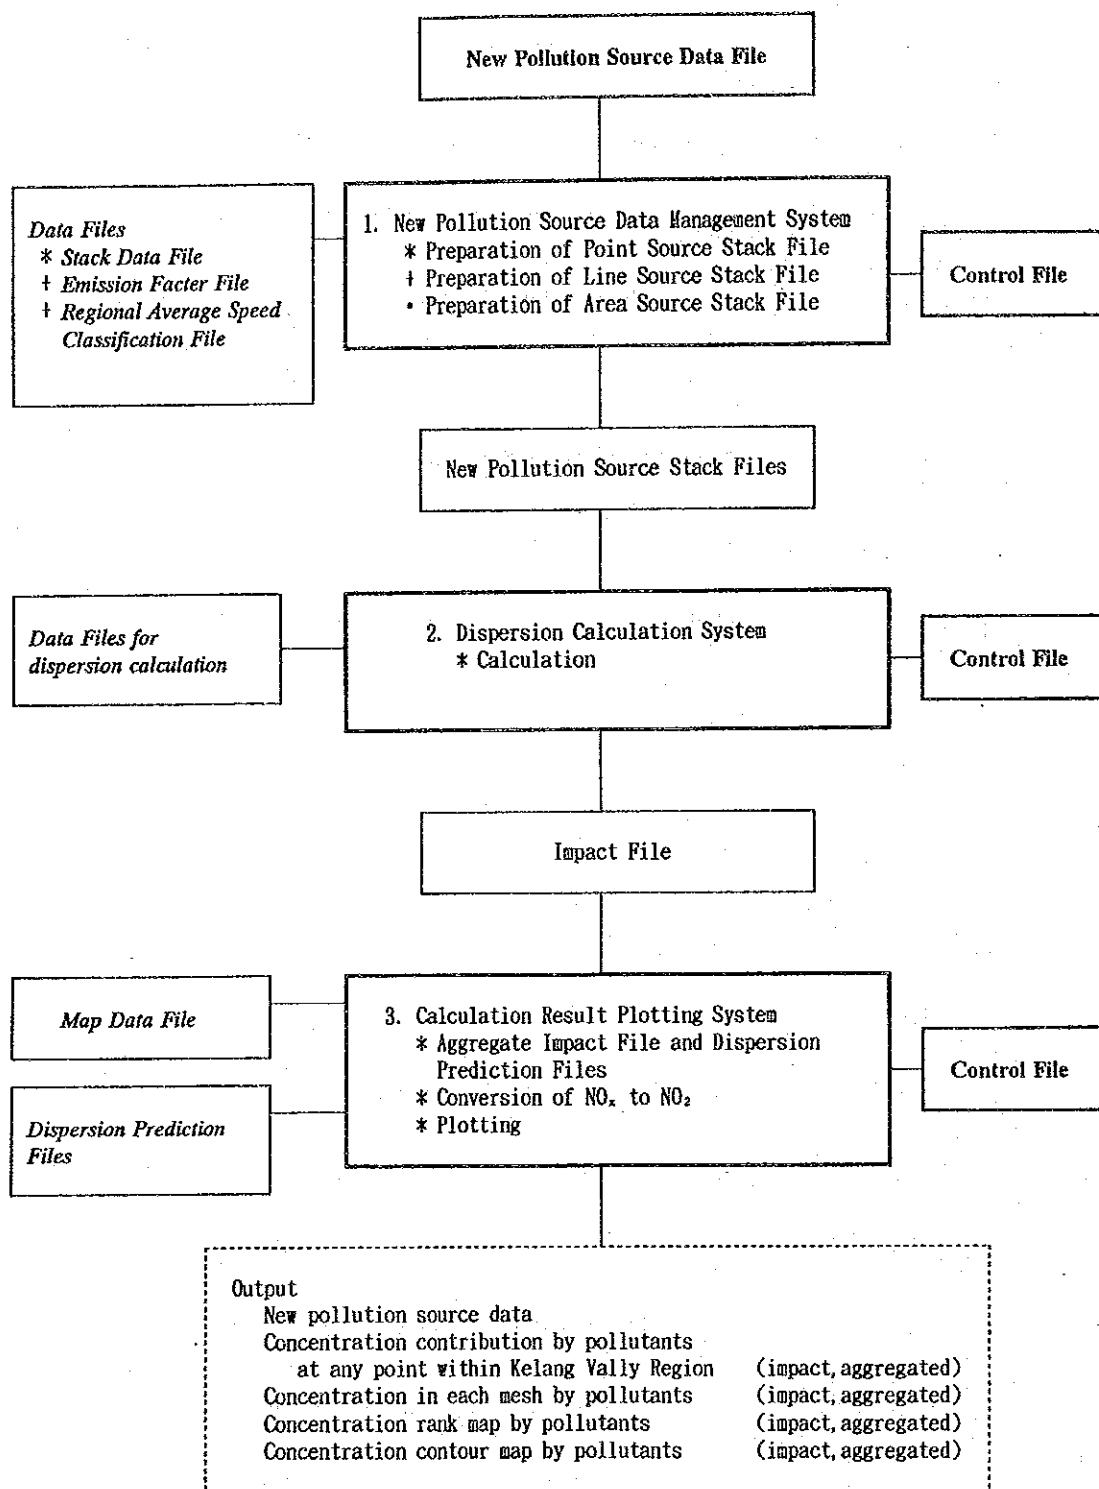 New Pollution Source Data File
Data Files
* Stack Data File
† Emission Facter File
† Regional Average Speed
Classification File
1. New Pollution Source Data Management System
* Preparation of Point Source Stack File
† Preparation of Line Source Stack File
• Preparation of Area Source Stack File
Control File
New Pollution Source Stack Files
Data Files for
dispersion calculation
2. Dispersion Calculation System
* Calculation
Control File
Impact File
Map Data File
Dispersion Prediction
Files
3. Calculation Result Plotting System
* Aggregate Impact File and Dispersion
Prediction Files
* Conversion of NOₓ to NO₂
* Plotting
Control File
Output
New pollution source data
Concentration contribution by pollutants
at any point within Kelang Vally Region (impact, aggregated)
Concentration in each mesh by pollutants (impact, aggregated)
Concentration rank map by pollutants (impact, aggregated)
Concentration contour map by pollutants (impact, aggregated)